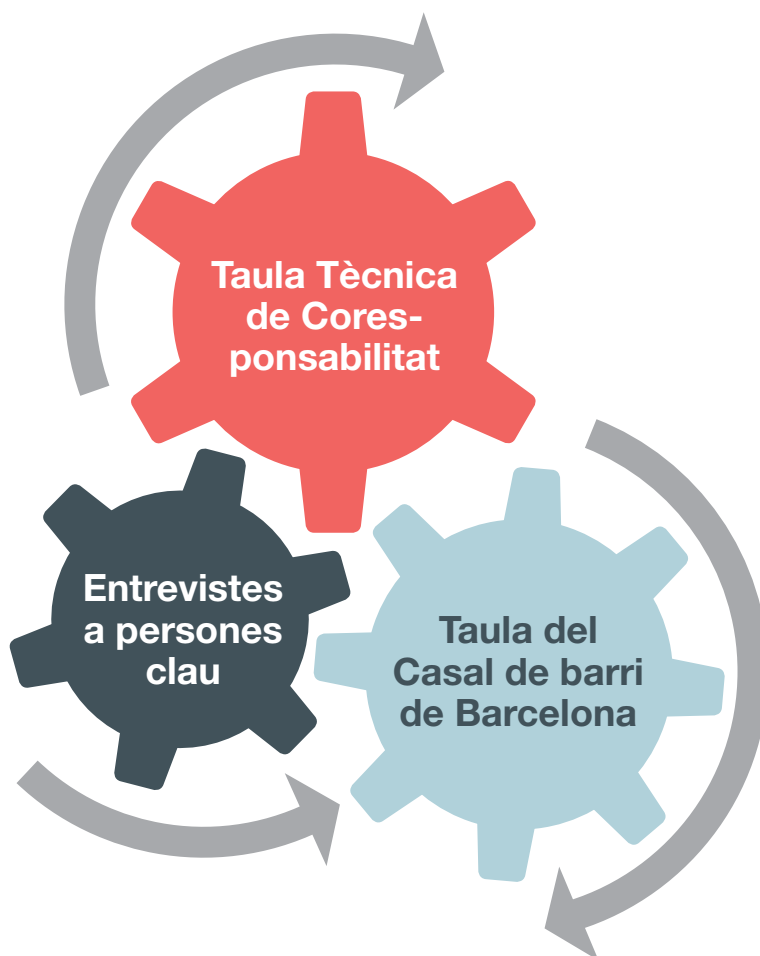 Taula Tècnica
de Cores-
ponsabilitat
Entrevistes
a persones
clau
Taula del
Casal de barri
de Barcelona